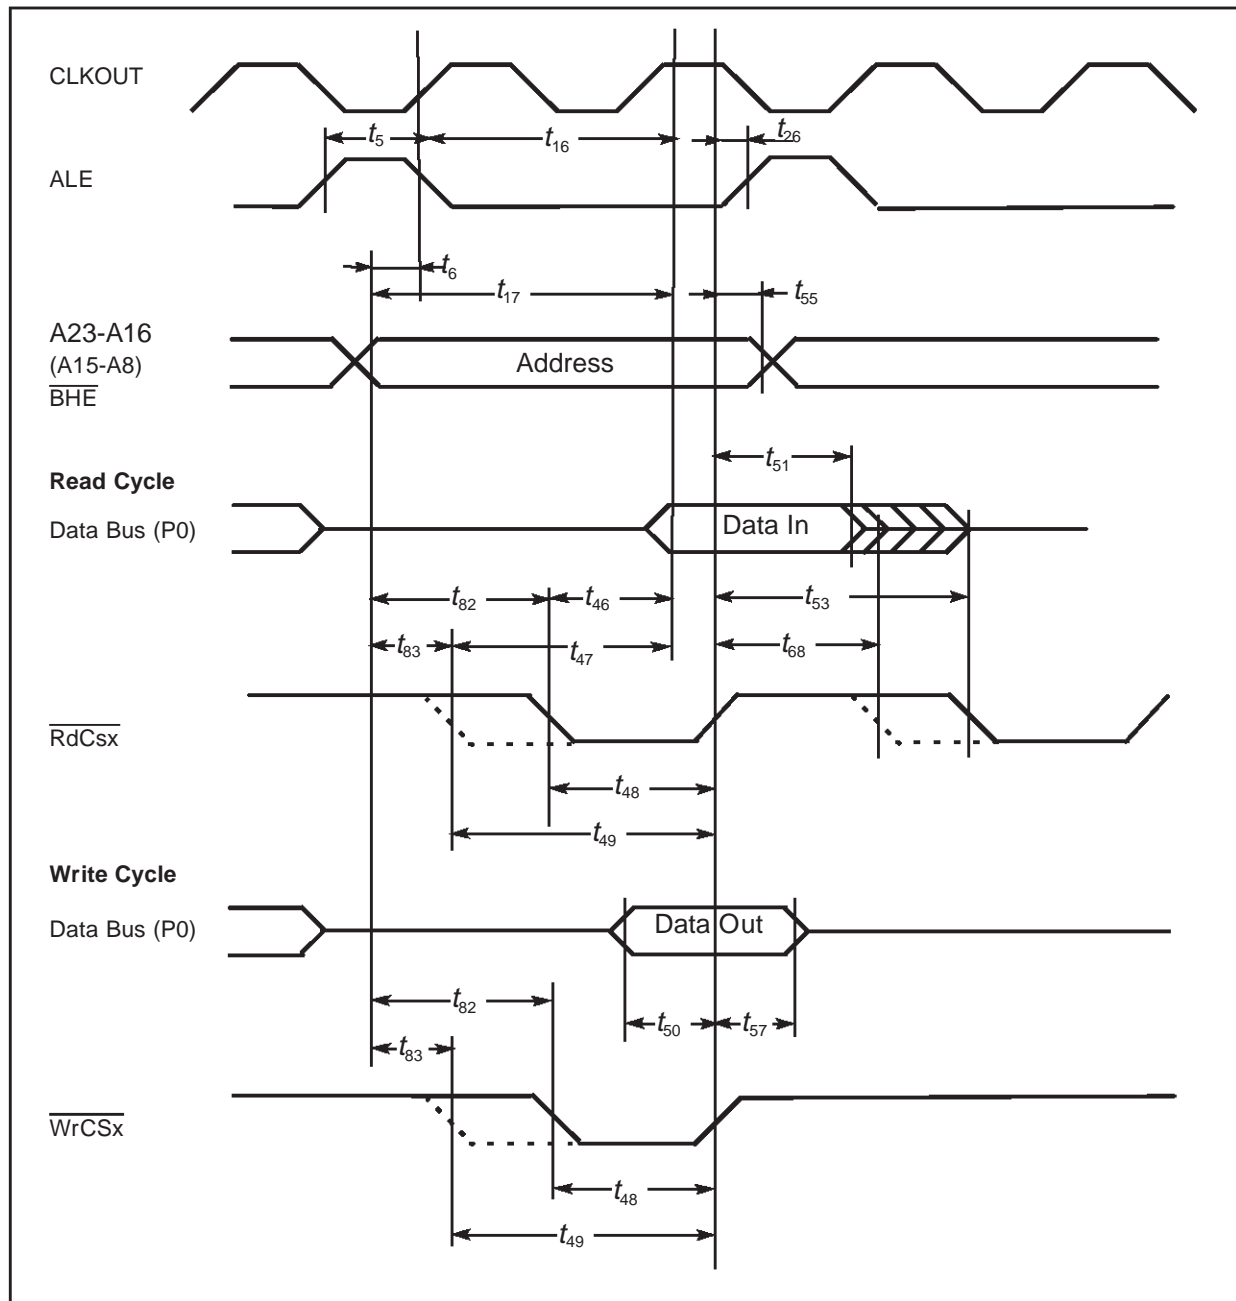 CLKOUT
t5
t16
t26
ALE
t6
t17
t55
A23-A16
(A15-A8)
BHE
Address
t51
Read Cycle
Data Bus (P0)
Data In
t82
t46
t53
t83
t47
t68
RdCsx
t48
t49
Write Cycle
Data Bus (P0)
Data Out
t82
t50
t57
t83
WrCSx
t48
t49